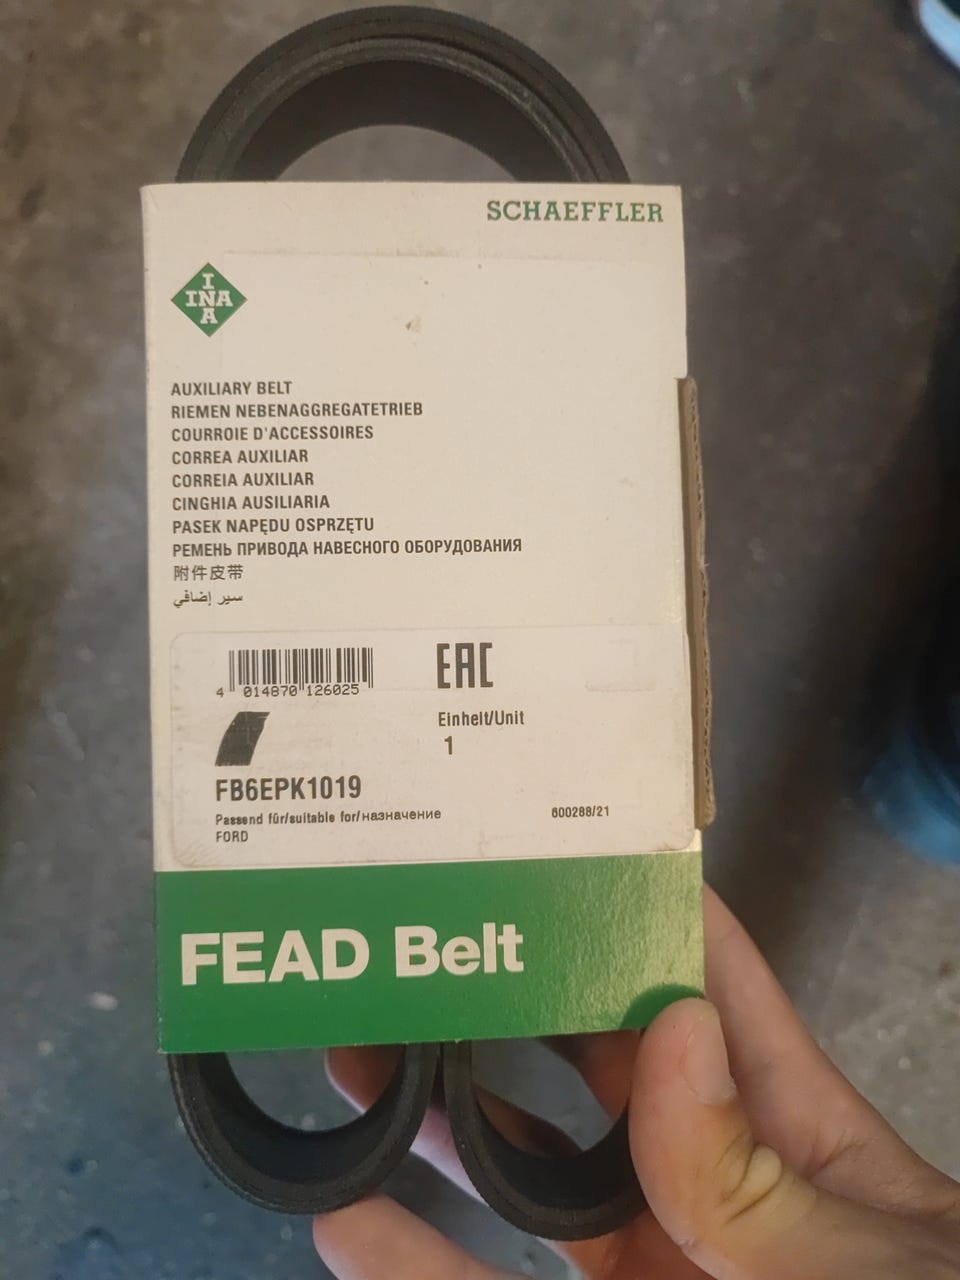 SCHAEFFLER
INA
INA
AUXILIARY BELT
RIEMEN NEBENAGGREGATETRIEB
COURROIE D'ACCESSOIRES
CORREA AUXILIAR
CORREIA AUXILIAR
CINGHIA AUSILIARIA
PASEK NAPĘDU OSPRZĘTU
РЕМЕНЬ ПРИВОДА НАВЕСНОГО ОБОРУДОВАНИЯ
附件皮带
سير إضافي
4 014870 126025
EAC
Einheit/Unit
1
FB6EPK1019
Passend für/suitable for/назначение
600288/21
FORD
FEAD Belt